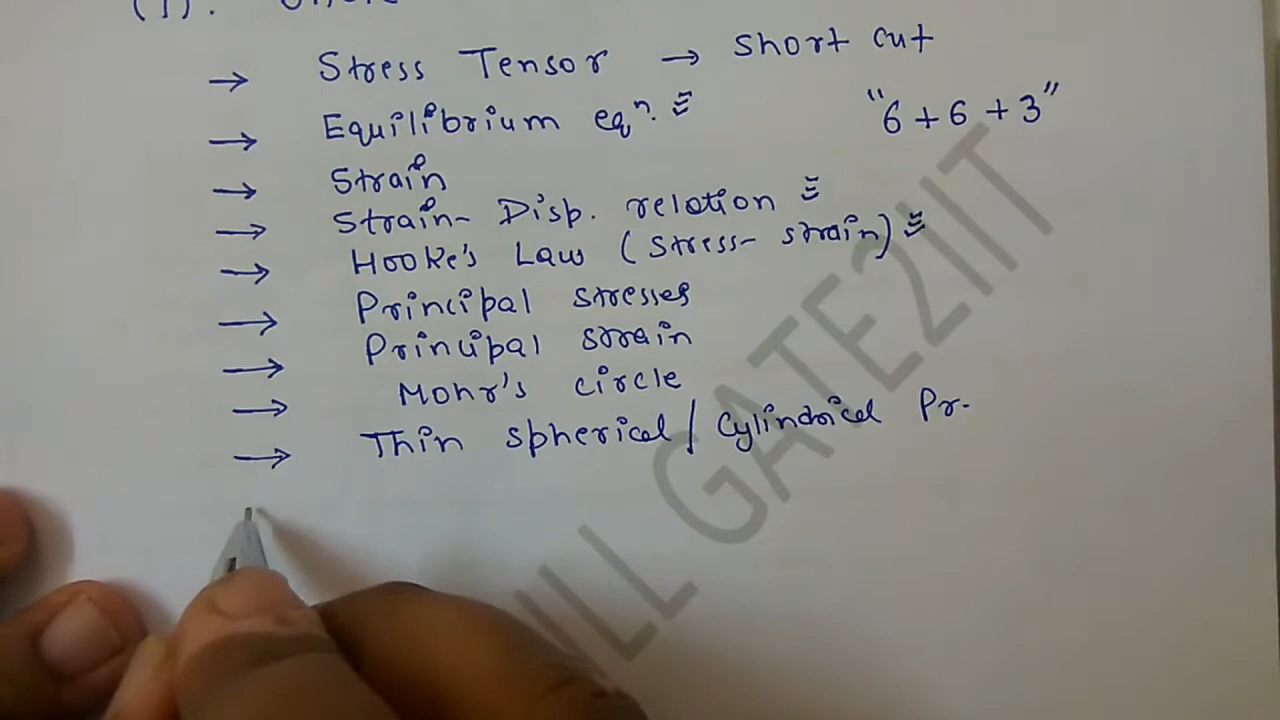 (1).
→ Stress Tensor → short cut
→ Equilibrium eqⁿ.
"6 + 6 + 3"
→ Strain
→ Strain- Disp. relation
→ Hooke's Law (stress- strain)
→ Principal stresses
→ Principal strain
→ Mohr's circle
→ Thin spherical/cylindrical Pr.
GATE2IIT